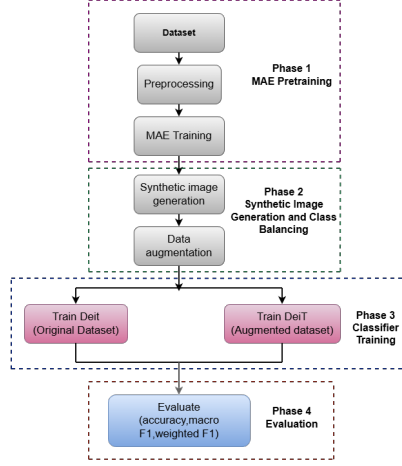 Dataset
Phase 1
MAE Pretraining
Preprocessing
MAE Training
Synthetic image
generation
Phase 2
Synthetic Image
Generation and Class
Balancing
Data
augmentation
Train Deit
(Original Dataset)
Train DeiT
(Augmented dataset)
Phase 3
Classifier
Training
Evaluate
(accuracy,macro
F1,weighted F1)
Phase 4
Evaluation